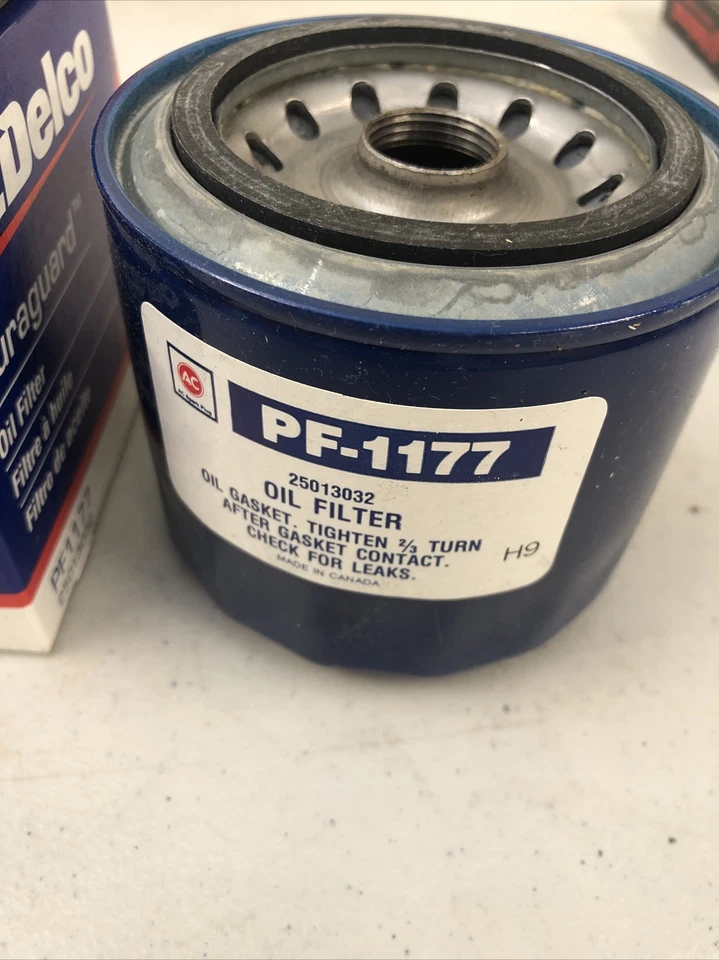 Delco
uraguard™
Oil Filter
Filtre à huile
Filtro de aceite
PF1177
AC
PF-1177
25013032
OIL FILTER
OIL GASKET. TIGHTEN ⅔ TURN
AFTER GASKET CONTACT.
CHECK FOR LEAKS.
MADE IN CANADA
H9